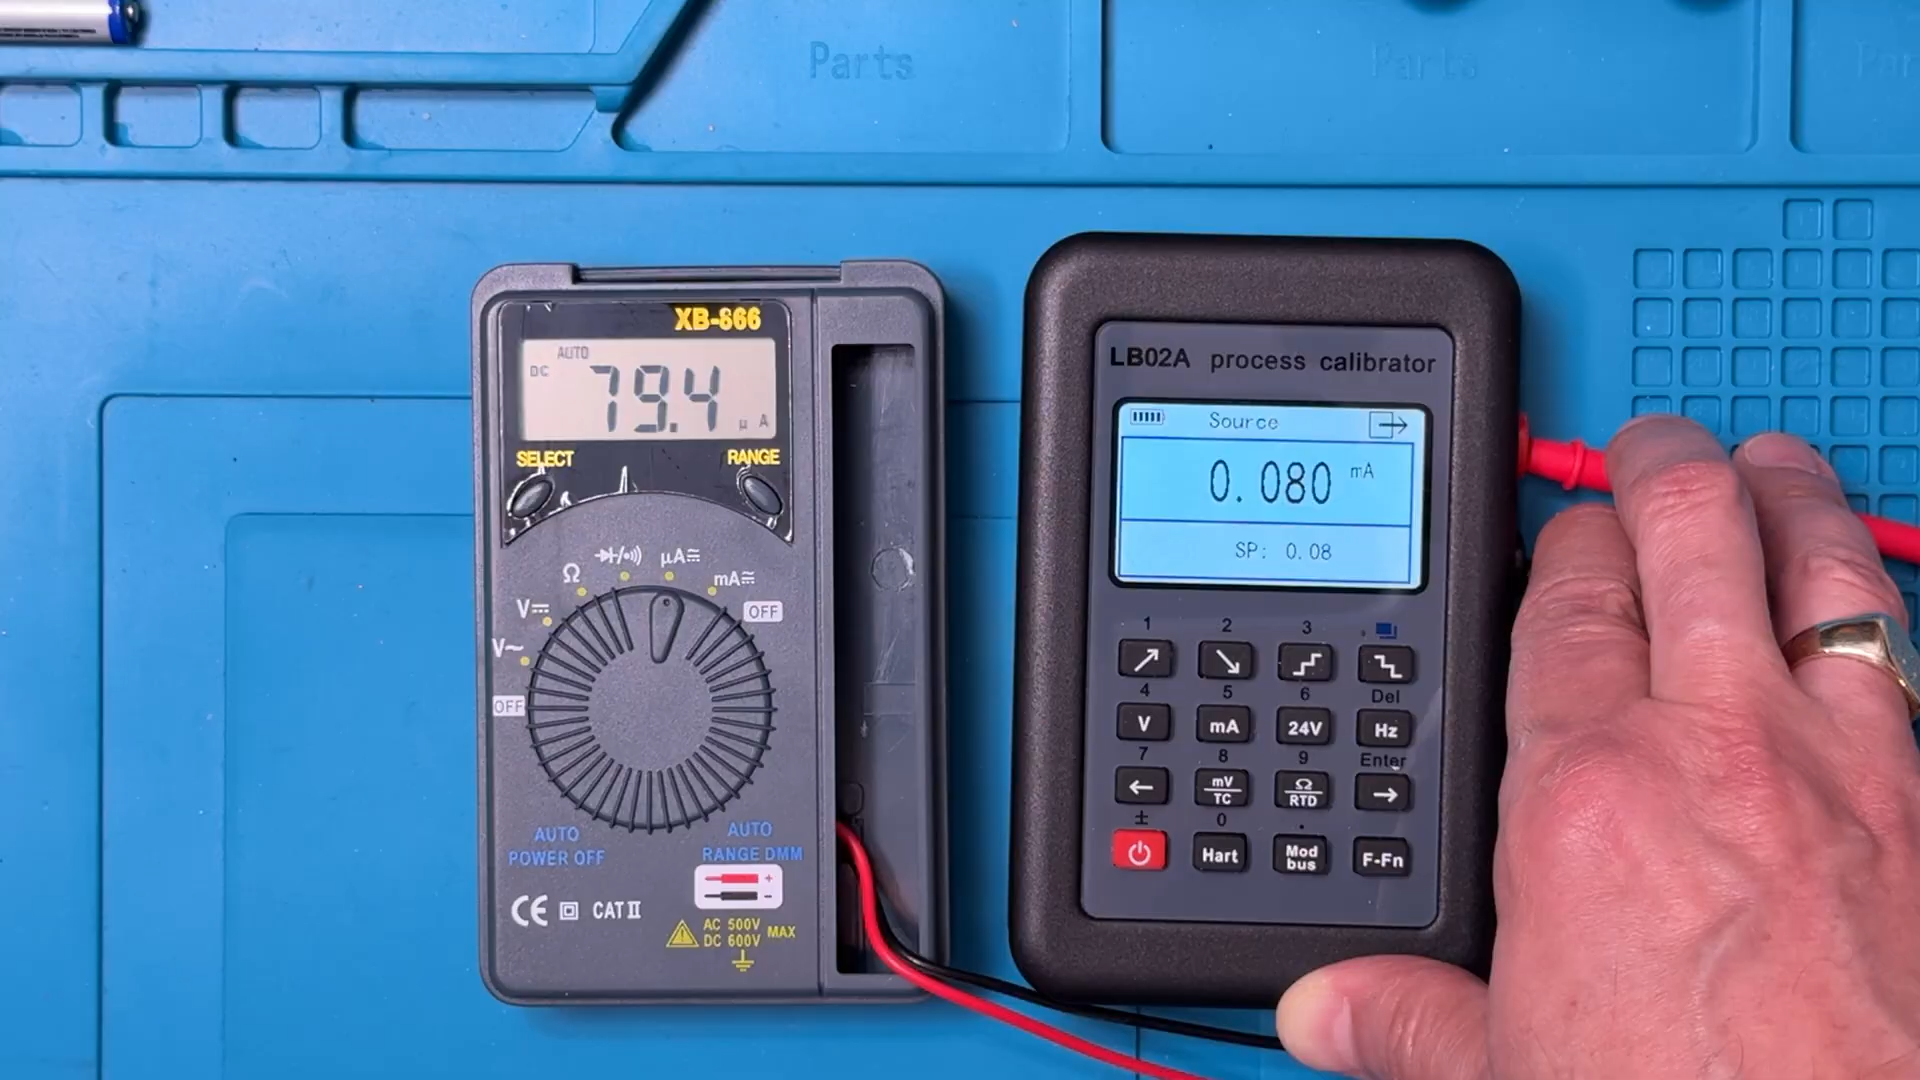 Parts
Parts
Par
XB-866
AUTO
DC
79.4
μ A
SELECT
RANGE
V~
V⎓
Ω
μA
mA
OFF
OFF
AUTO
POWER OFF
AUTO
RANGE DMM
+
-
CE
CAT II
AC 500V
DC 600V
MAX
LB02A process calibrator
Source
0.080 mA
SP: 0.08
1
2
3
4
5
6
Del
V
mA
24V
Hz
7
8
9
Enter
←
mV
TC
Ω
RTD
→
±
0
.
Hart
Mod
bus
F-Fn